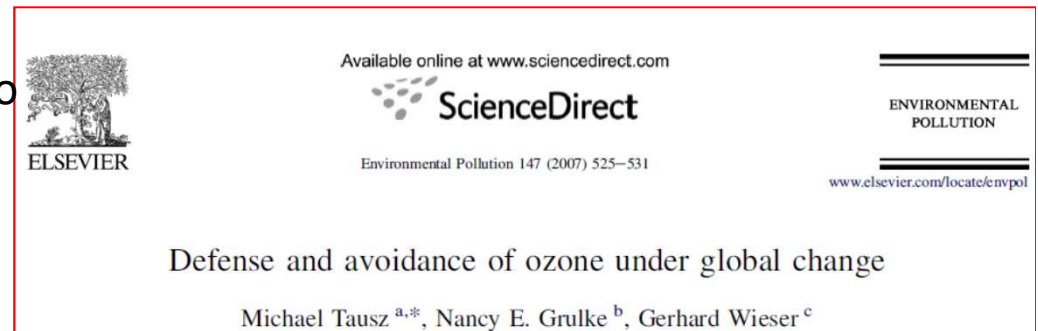 Available online at www.sciencedirect.com
ScienceDirect
ELSEVIER
Environmental Pollution 147 (2007) 525–531
ENVIRONMENTAL
POLLUTION
www.elsevier.com/locate/envpol
Defense and avoidance of ozone under global change
Michael Tausz a,*, Nancy E. Grulke b, Gerhard Wieser c